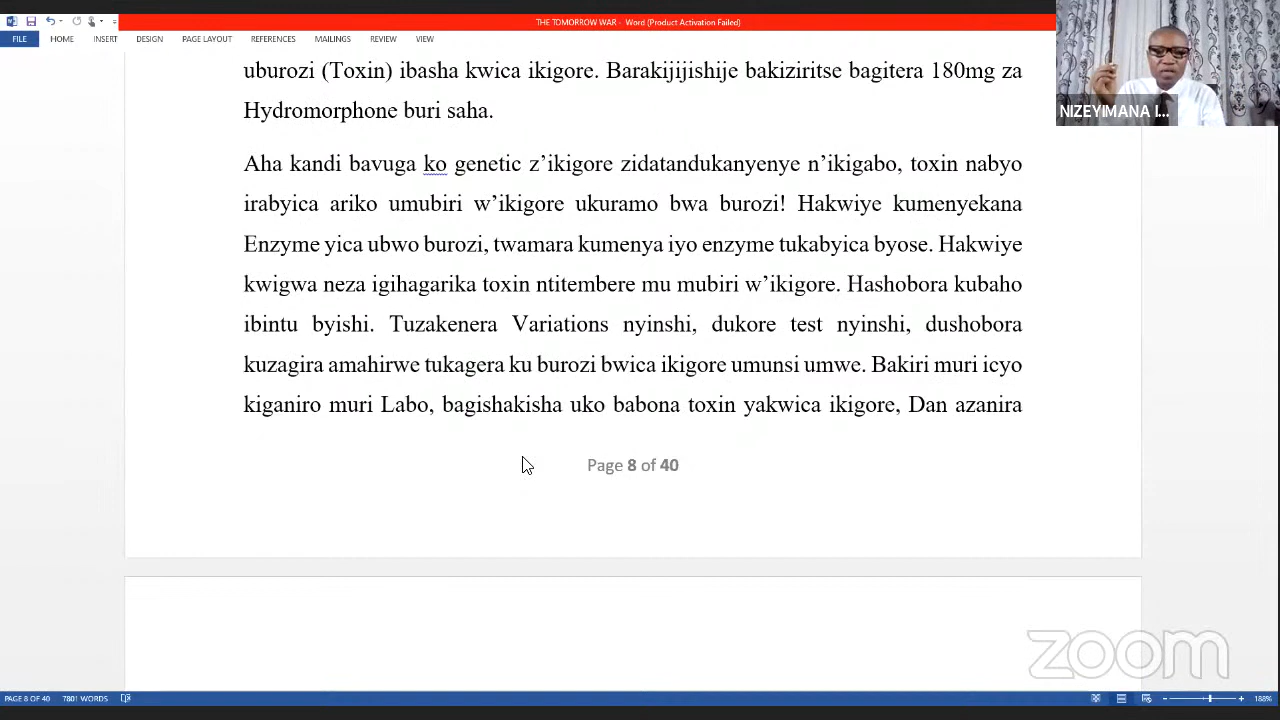 THE TOMORROW WAR - Word (Product Activation Failed)
FILE HOME INSERT DESIGN PAGE LAYOUT REFERENCES MAILINGS REVIEW VIEW
NIZEYIMANA I...
uburozi (Toxin) ibasha kwica ikigore. Barakijijishije bakiziritse bagitera 180mg za
Hydromorphone buri saha.
Aha kandi bavuga ko genetic z’ikigore zidatandukanyenye n’ikigabo, toxin nabyo
irabyica ariko umubiri w’ikigore ukuramo bwa burozi! Hakwiye kumenyekana
Enzyme yica ubwo burozi, twamara kumenya iyo enzyme tukabyica byose. Hakwiye
kwigwa neza igihagarika toxin ntitembere mu mubiri w’ikigore. Hashobora kubaho
ibintu byishi. Tuzakenera Variations nyinshi, dukore test nyinshi, dushobora
kuzagira amahirwe tukagera ku burozi bwica ikigore umunsi umwe. Bakiri muri icyo
kiganiro muri Labo, bagishakisha uko babona toxin yakwica ikigore, Dan azanira
Page 8 of 40
zoom
PAGE 8 OF 40 7801 WORDS 188%